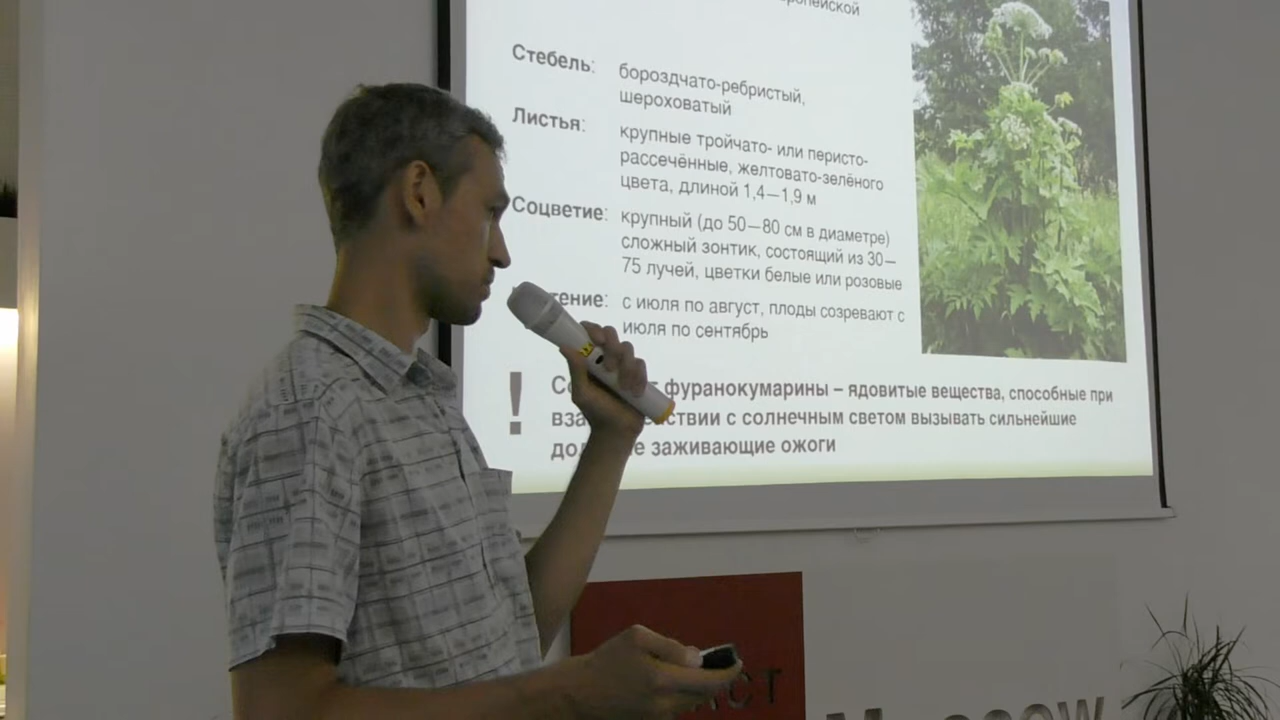 Стебель: бороздчато-ребристый,
шероховатый
Листья: крупные тройчато- или перисто-
рассечённые, желтовато-зелёного
цвета, длиной 1,4—1,9 м
Соцветие: крупный (до 50—80 см в диаметре)
сложный зонтик, состоящий из 30—
75 лучей, цветки белые или розовые
с июля по август, плоды созревают с
июля по сентябрь
! фуранокумарины – ядовитые вещества, способные при
с солнечным светом вызывать сильнейшие
заживающие ожоги